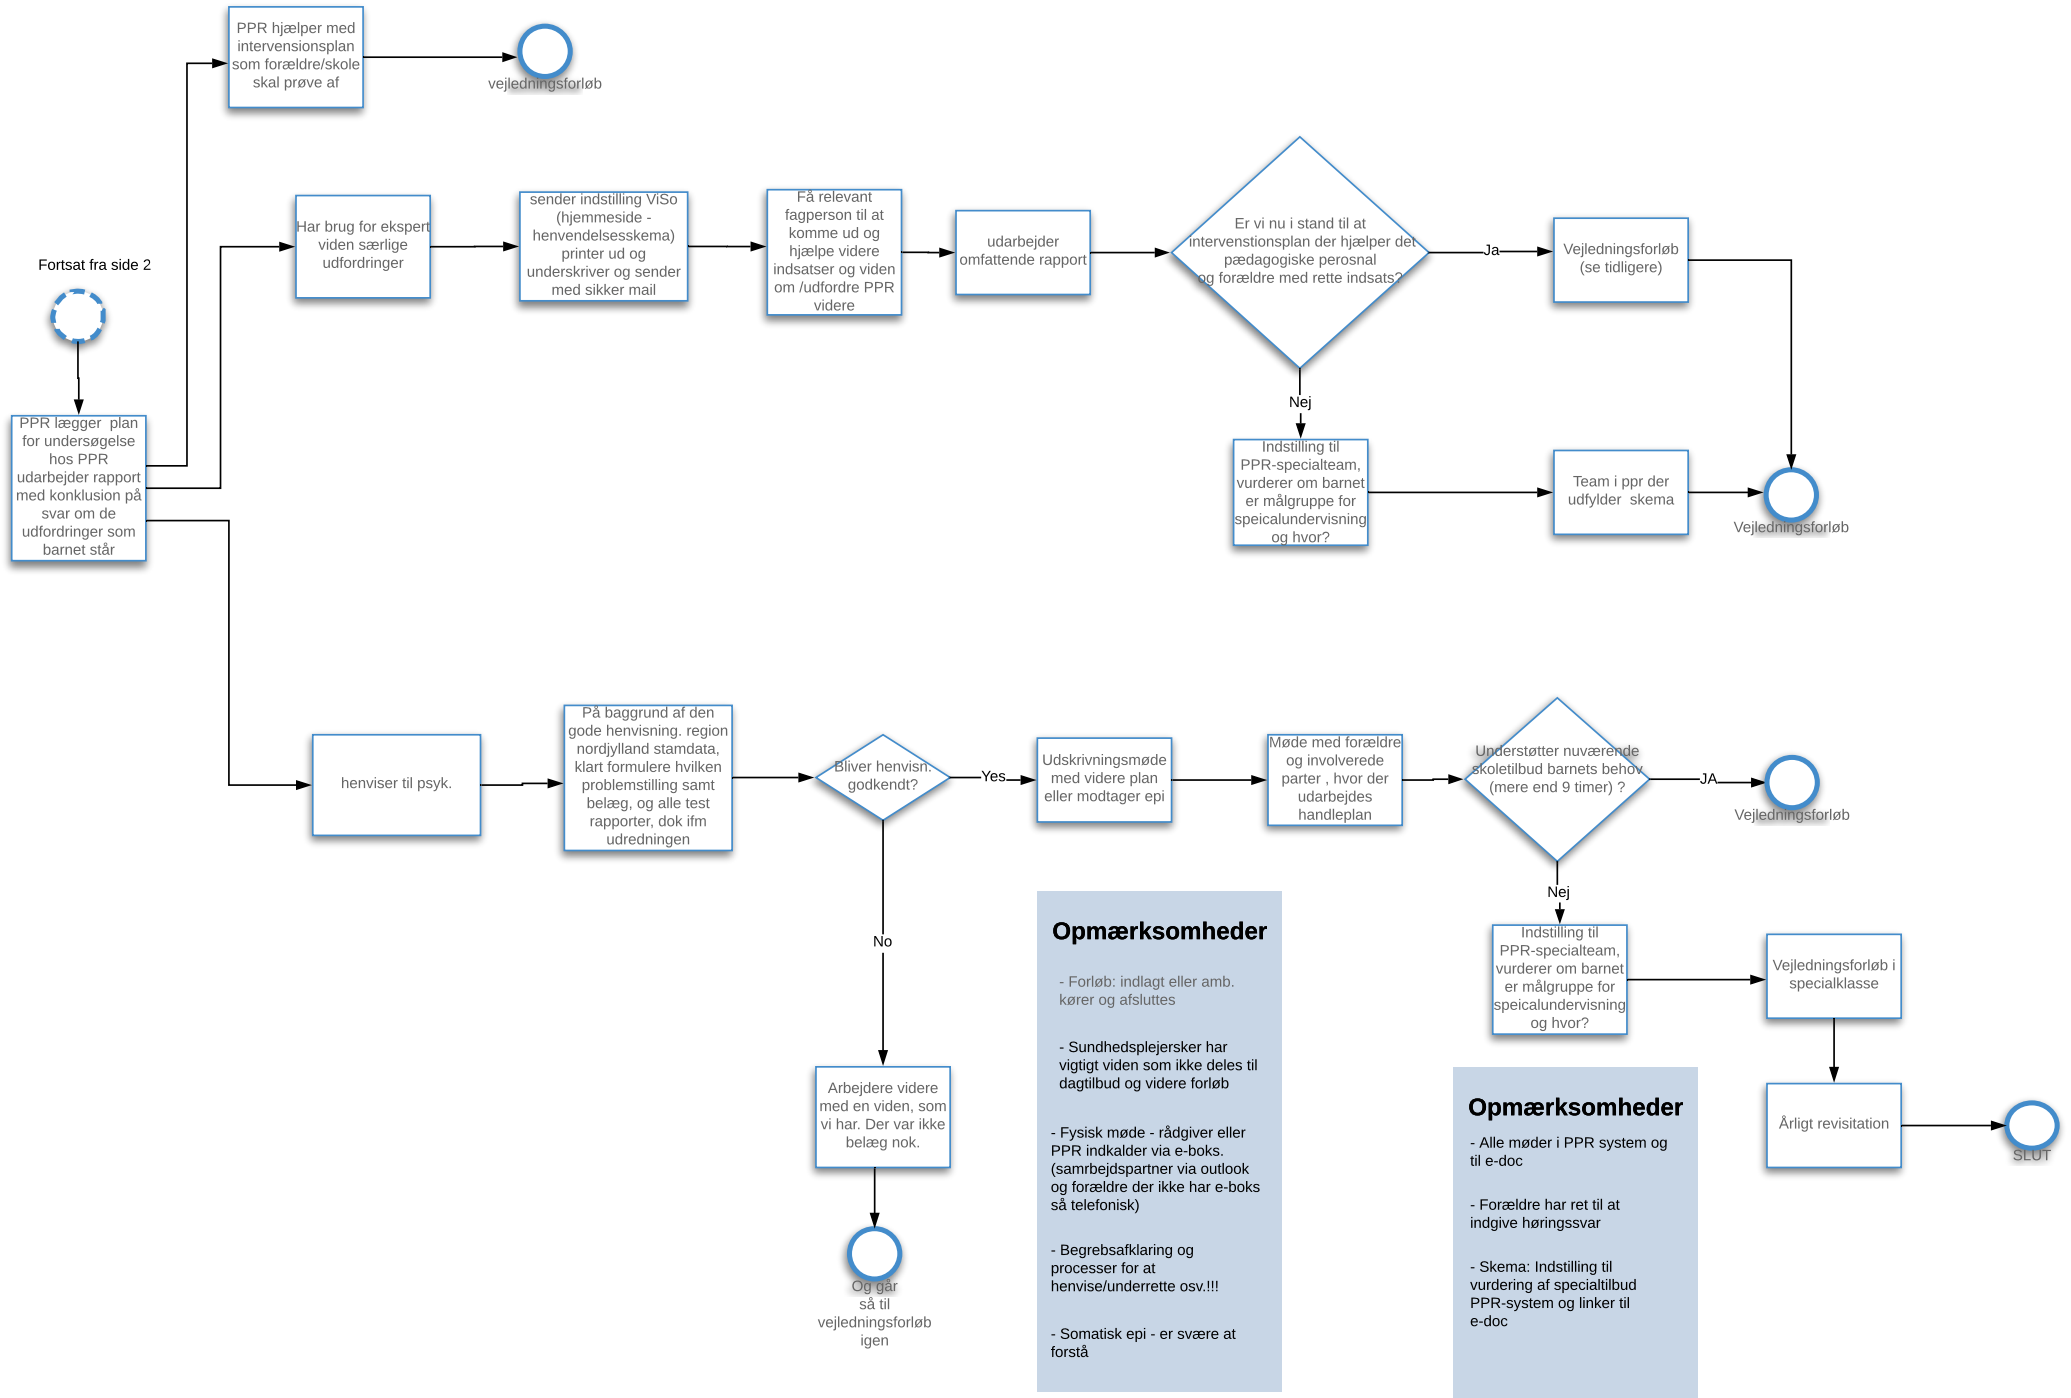 PPR hjælper med
intervensionsplan
som forældre/skole
skal prøve af
vejledningsforløb
Fortsat fra side 2
PPR lægger  plan
for undersøgelse
hos PPR
udarbejder rapport
med konklusion på
svar om de
udfordringer som
barnet står
Har brug for ekspert
viden særlige
udfordringer
sender indstilling ViSo
(hjemmeside -
henvendelsesskema)
printer ud og
underskriver og sender
med sikker mail
Få relevant
fagperson til at
komme ud og
hjælpe videre
indsatser og viden
om /udfordre PPR
videre
udarbejder
omfattende rapport
Er vi nu i stand til at
intervenstionsplan der hjælper det
pædagogiske perosnal
og forældre med rette indsats?
Ja
Vejledningsforløb
(se tidligere)
Nej
Indstilling til
PPR-specialteam,
vurderer om barnet
er målgruppe for
speicalundervisning
og hvor?
Team i ppr der
udfylder  skema
Vejledningsforløb
henviser til psyk.
På baggrund af den
gode henvisning. region
nordjylland stamdata,
klart formulere hvilken
problemstilling samt
belæg, og alle test
rapporter, dok ifm
udredningen
Bliver henvisn.
godkendt?
Yes
Udskrivningsmøde
med videre plan
eller modtager epi
Møde med forældre
og involverede
parter , hvor der
udarbejdes
handleplan
Understøtter nuværende
skoletilbud barnets behov
(mere end 9 timer) ?
JA
Vejledningsforløb
Nej
Indstilling til
PPR-specialteam,
vurderer om barnet
er målgruppe for
speicalundervisning
og hvor?
Vejledningsforløb i
specialklasse
Årligt revisitation
SLUT
No
Arbejdere videre
med en viden, som
vi har. Der var ikke
belæg nok.
Og går
så til
vejledningsforløb
igen
Opmærksomheder
- Forløb: indlagt eller amb.
kører og afsluttes
- Sundhedsplejersker har
vigtigt viden som ikke deles til
dagtilbud og videre forløb
- Fysisk møde - rådgiver eller
PPR indkalder via e-boks.
(samrbejdspartner via outlook
og forældre der ikke har e-boks
så telefonisk)
- Begrebsafklaring og
processer for at
henvise/underrette osv.!!!
- Somatisk epi - er svære at
forstå
Opmærksomheder
- Alle møder i PPR system og
til e-doc
- Forældre har ret til at
indgive høringssvar
- Skema: Indstilling til
vurdering af specialtilbud
PPR-system og linker til
e-doc